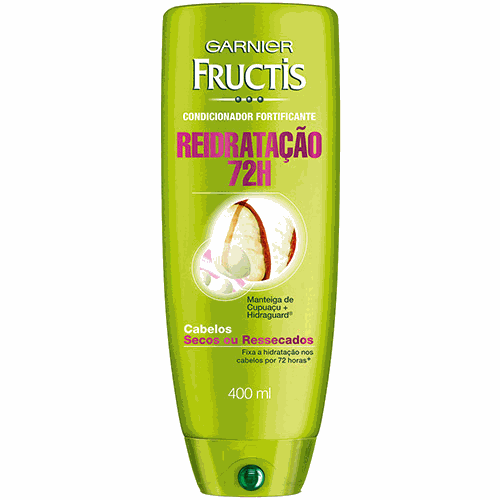 GARNIER
FRUCTIS
CONDICIONADOR FORTIFICANTE
REIDRATAÇÃO
72H
Manteiga de
Cupuaçu +
Hidraguard®
Cabelos
Secos ou Ressecados
Fixa a hidratação nos
cabelos por 72 horas*
400 ml